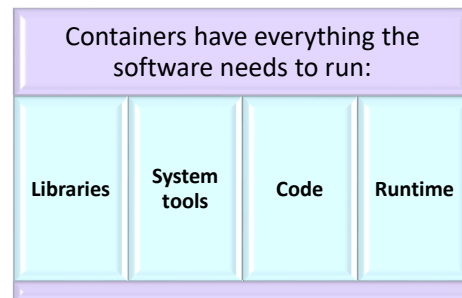 Containers have everything the
software needs to run:
Libraries
System
tools
Code
Runtime